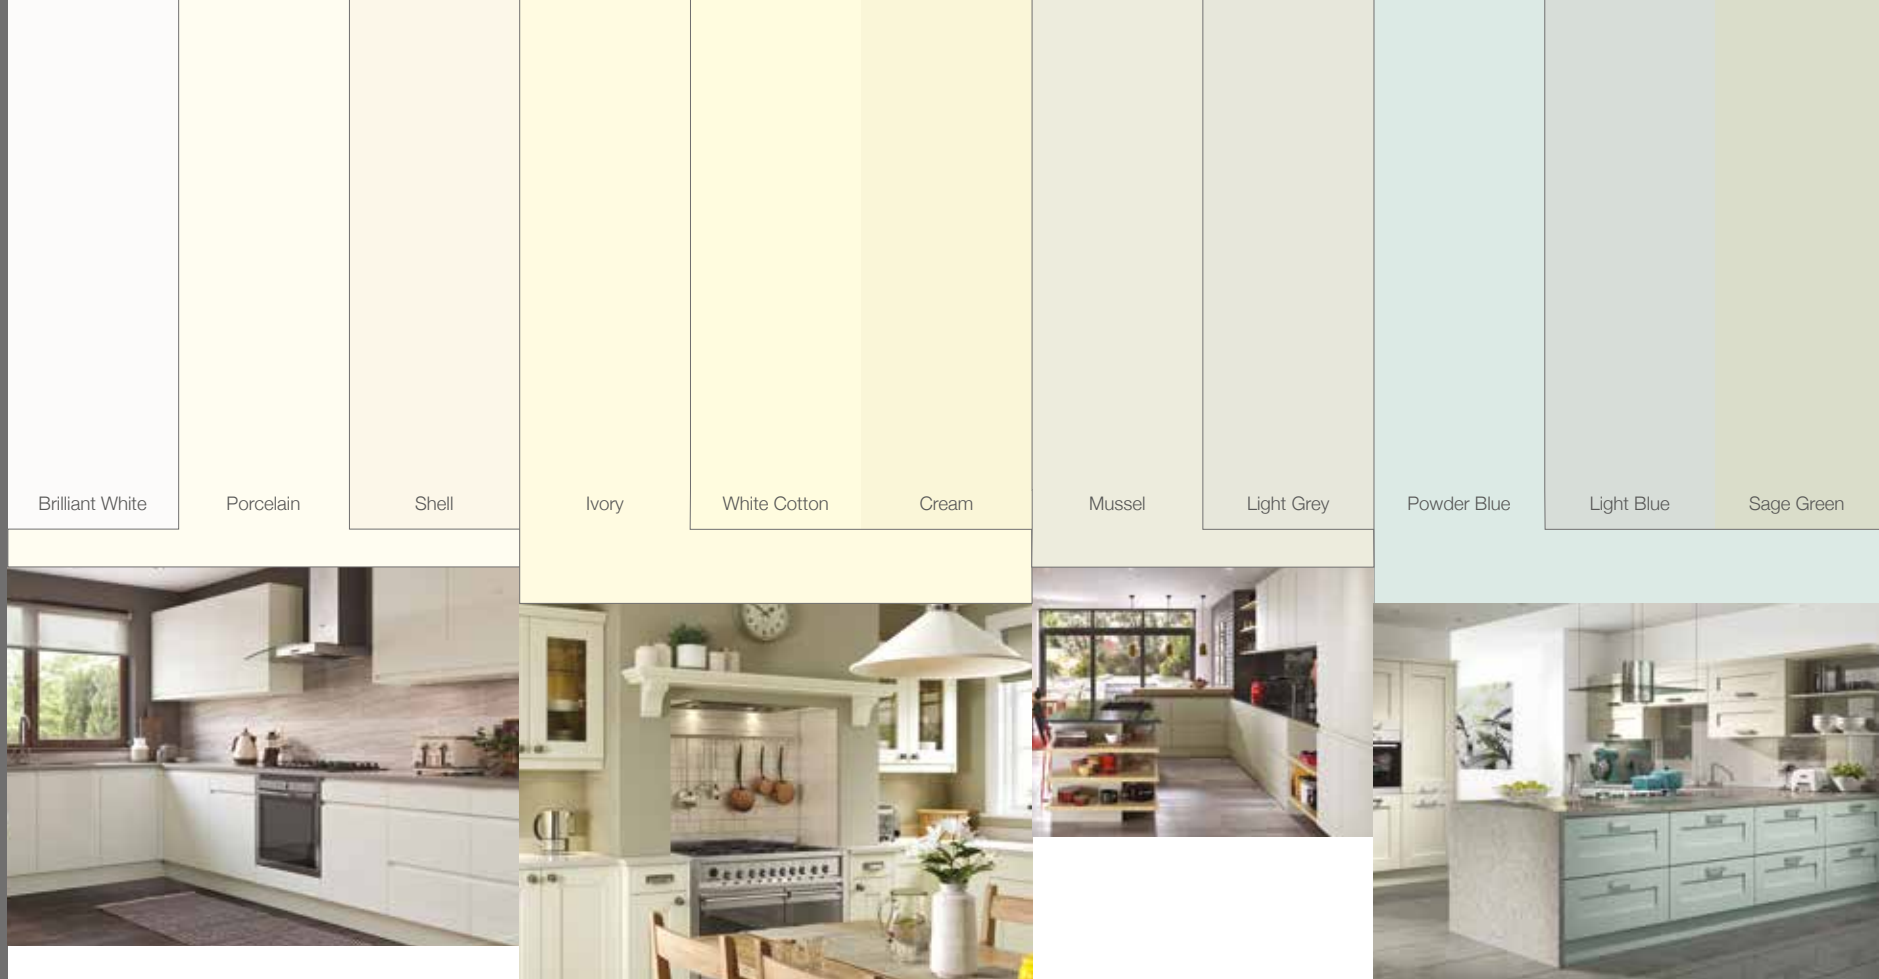 Brilliant White
Porcelain
Shell
Ivory
White Cotton
Cream
Mussel
Light Grey
Powder Blue
Light Blue
Sage Green